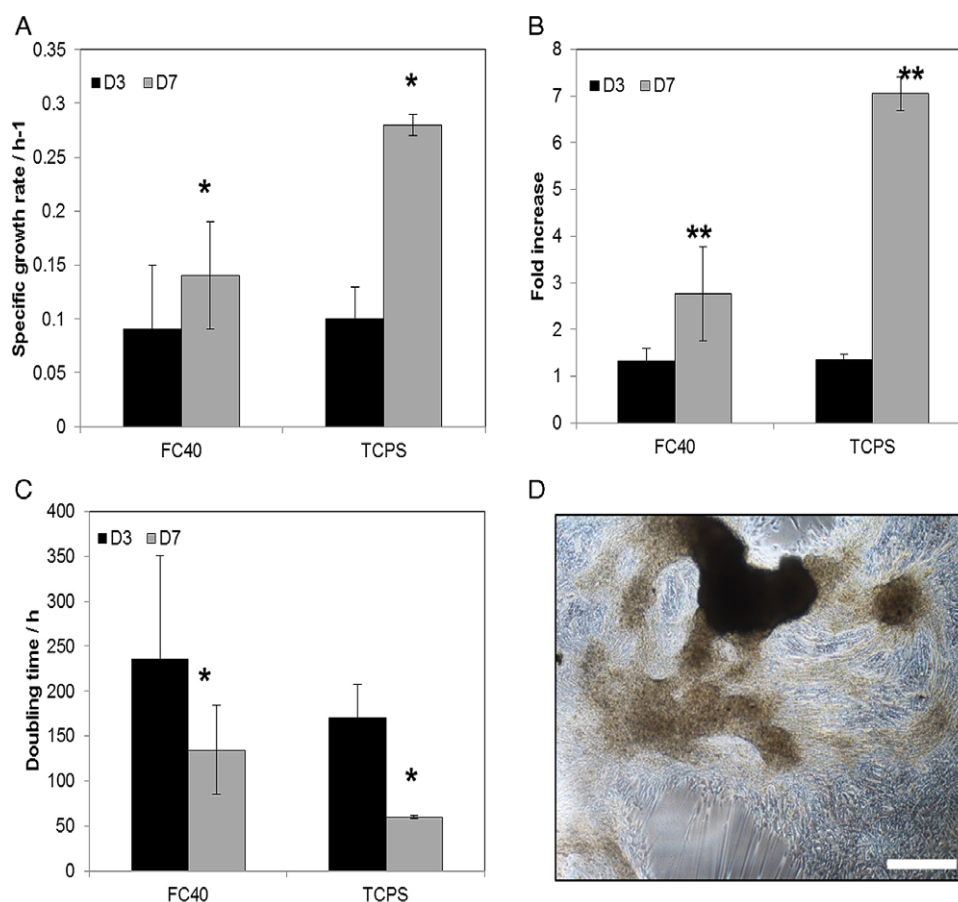 A
Specific growth rate / h-1
0.35
0.3
0.25
0.2
0.15
0.1
0.05
0
D3 D7
*
*
FC40 TCPS
B
Fold increase
8
7
6
5
4
3
2
1
0
D3 D7
**
**
FC40 TCPS
C
Doubling time / h
400
350
300
250
200
150
100
50
0
D3 D7
*
*
FC40 TCPS
D